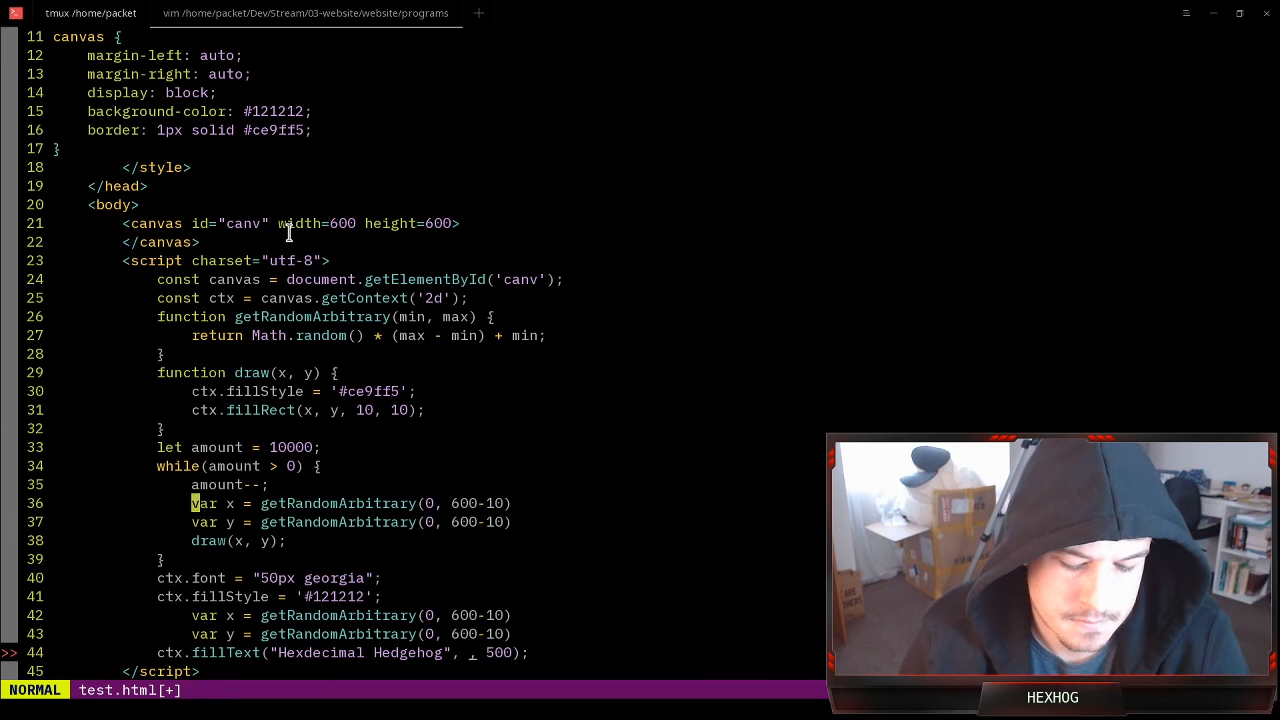 tmux /home/packet
vim /home/packet/Dev/Stream/03-website/website/programs
11 canvas {
12 margin-left: auto;
13 margin-right: auto;
14 display: block;
15 background-color: #121212;
16 border: 1px solid #ce9ff5;
17 }
18 </style>
19 </head>
20 <body>
21 <canvas id="canv" width=600 height=600>
22 </canvas>
23 <script charset="utf-8">
24 const canvas = document.getElementById('canv');
25 const ctx = canvas.getContext('2d');
26 function getRandomArbitrary(min, max) {
27 return Math.random() * (max - min) + min;
28 }
29 function draw(x, y) {
30 ctx.fillStyle = '#ce9ff5';
31 ctx.fillRect(x, y, 10, 10);
32 }
33 let amount = 10000;
34 while(amount > 0) {
35 amount--;
36 var x = getRandomArbitrary(0, 600-10)
37 var y = getRandomArbitrary(0, 600-10)
38 draw(x, y);
39 }
40 ctx.font = "50px georgia";
41 ctx.fillStyle = '#121212';
42 var x = getRandomArbitrary(0, 600-10)
43 var y = getRandomArbitrary(0, 600-10)
>> 44 ctx.fillText("Hexdecimal Hedgehog", , 500);
45 </script>
NORMAL test.html[+]
HEXHOG